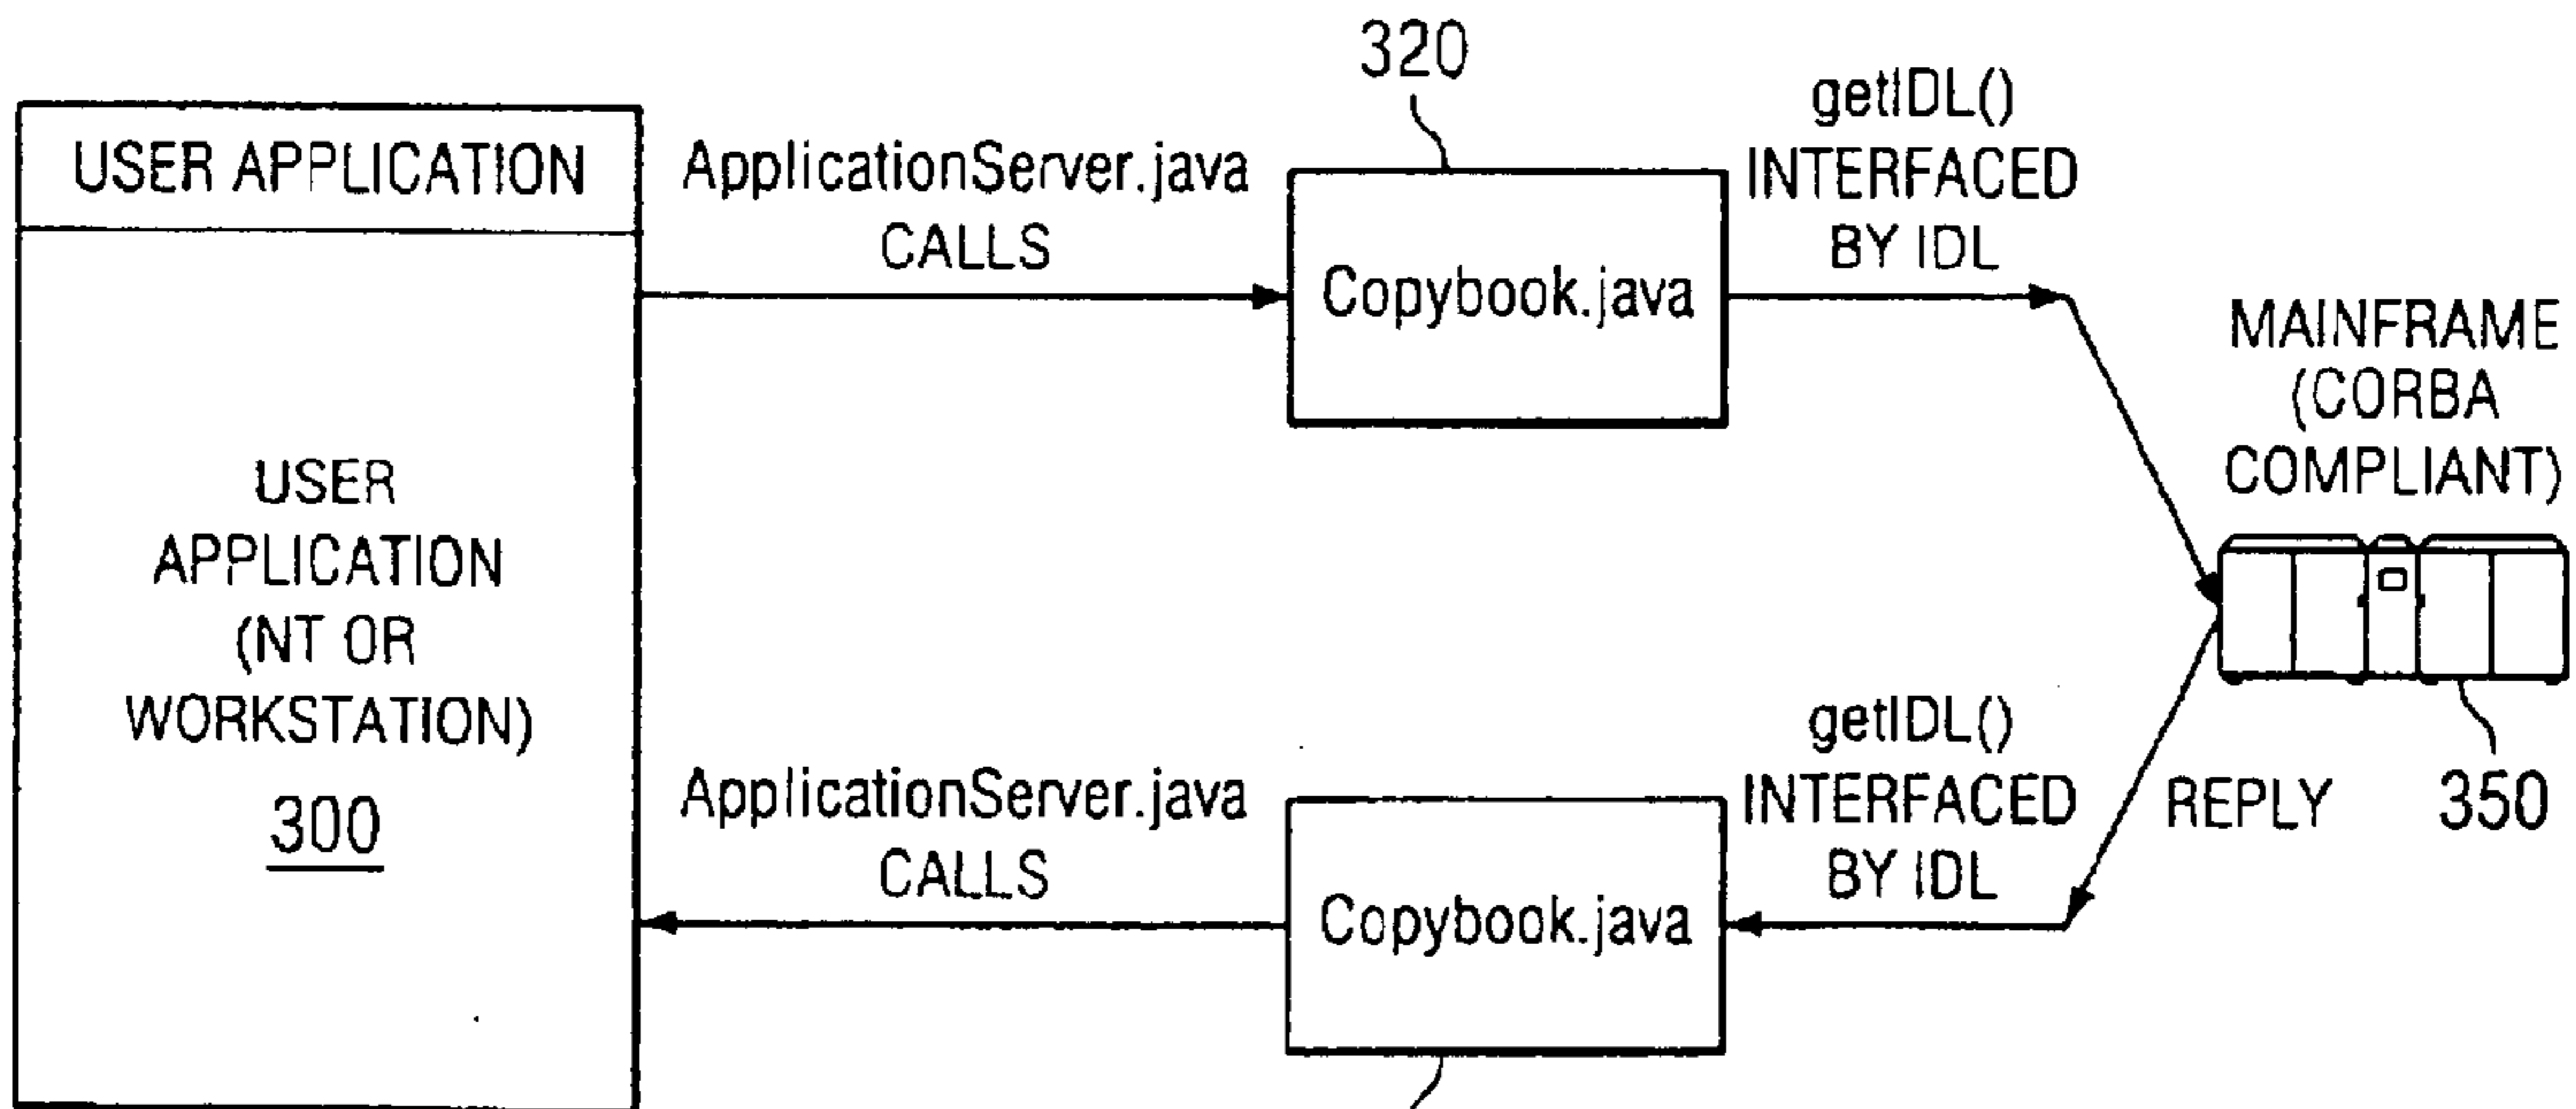 320
USER APPLICATION
USER
APPLICATION
(NT OR
WORKSTATION)
300
ApplicationServer.java
CALLS
Copybook.java
getIDL()
INTERFACED
BY IDL
MAINFRAME
(CORBA
COMPLIANT)
350
REPLY
getIDL()
INTERFACED
BY IDL
Copybook.java
ApplicationServer.java
CALLS